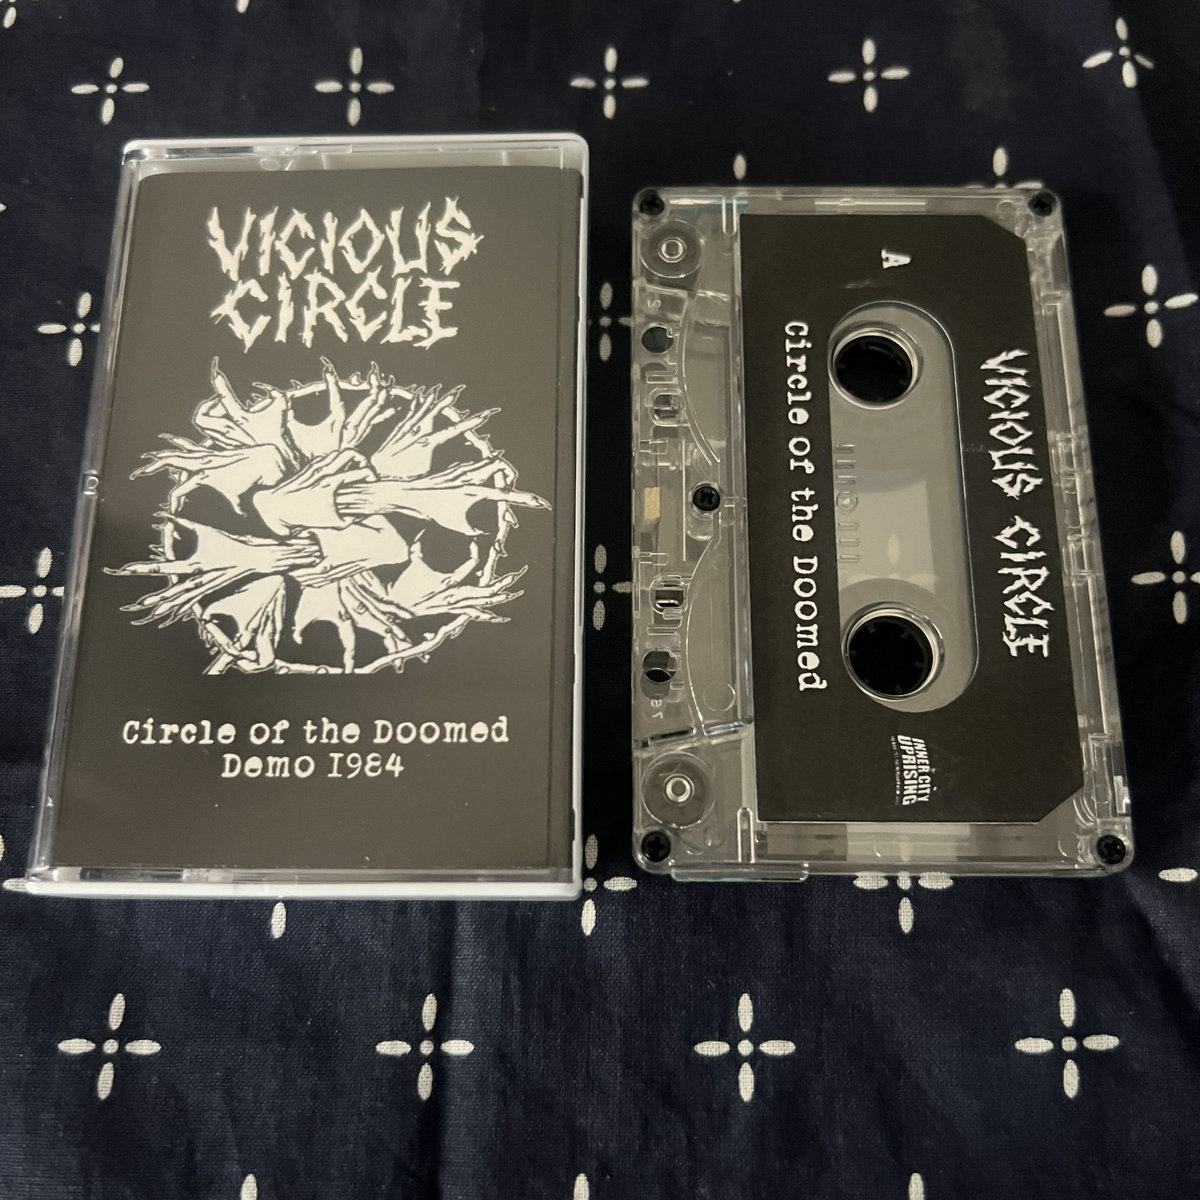 VICIOUS
CIRCLE
Circle of the Doomed
Demo 1984
A
VICIOUS CIRCLE
Circle of the Doomed
INNER CITY
UPRISING